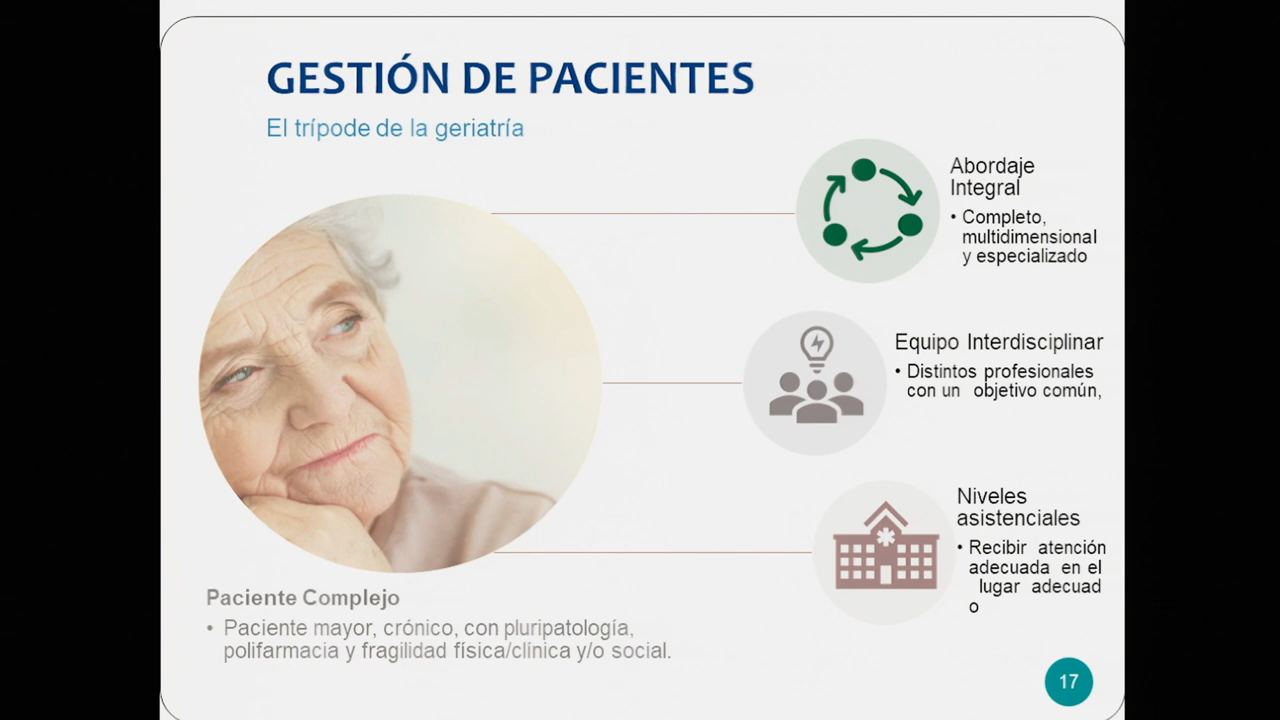 GESTIÓN DE PACIENTES
El trípode de la geriatría
Abordaje
Integral
• Completo,
multidimensional
y especializado
Equipo Interdisciplinar
• Distintos profesionales
con un objetivo común,
Niveles
asistenciales
• Recibir atención
adecuada en el
lugar adecuad
o
Paciente Complejo
• Paciente mayor, crónico, con pluripatología,
polifarmacia y fragilidad física/clínica y/o social.
17